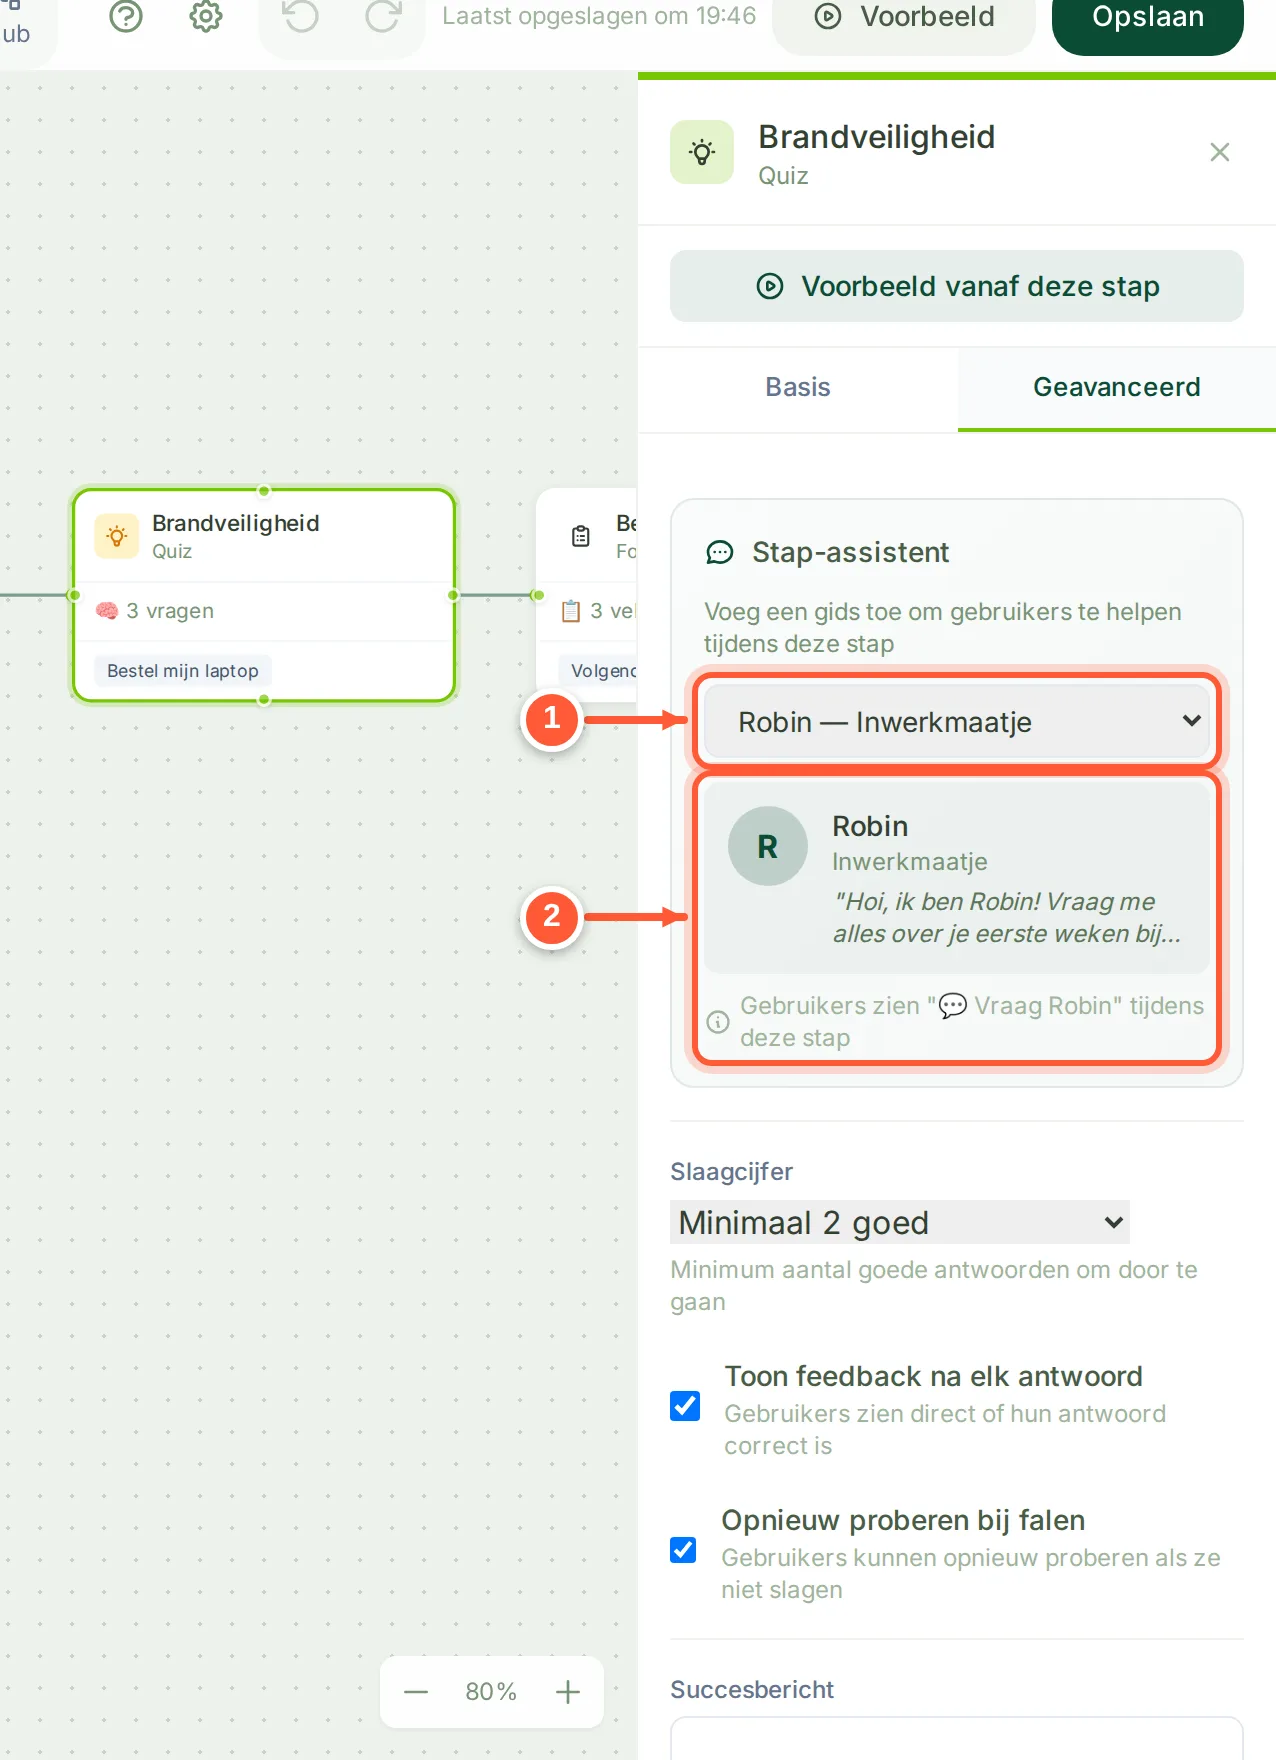 ub
Laatst opgeslagen om 19:46
Voorbeeld
Opslaan
Brandveiligheid
Quiz
Voorbeeld vanaf deze stap
Basis
Geavanceerd
Brandveiligheid
Quiz
🧠 3 vragen
Bestel mijn laptop
Be
Fo
📋 3 vel
Volgend
Stap-assistent
Voeg een gids toe om gebruikers te helpen
tijdens deze stap
1
Robin — Inwerkmaatje
2
R
Robin
Inwerkmaatje
"Hoi, ik ben Robin! Vraag me
alles over je eerste weken bij...
Gebruikers zien "💬 Vraag Robin" tijdens
deze stap
Slaagcijfer
Minimaal 2 goed
Minimum aantal goede antwoorden om door te
gaan
Toon feedback na elk antwoord
Gebruikers zien direct of hun antwoord
correct is
Opnieuw proberen bij falen
Gebruikers kunnen opnieuw proberen als ze
niet slagen
80%
Succesbericht